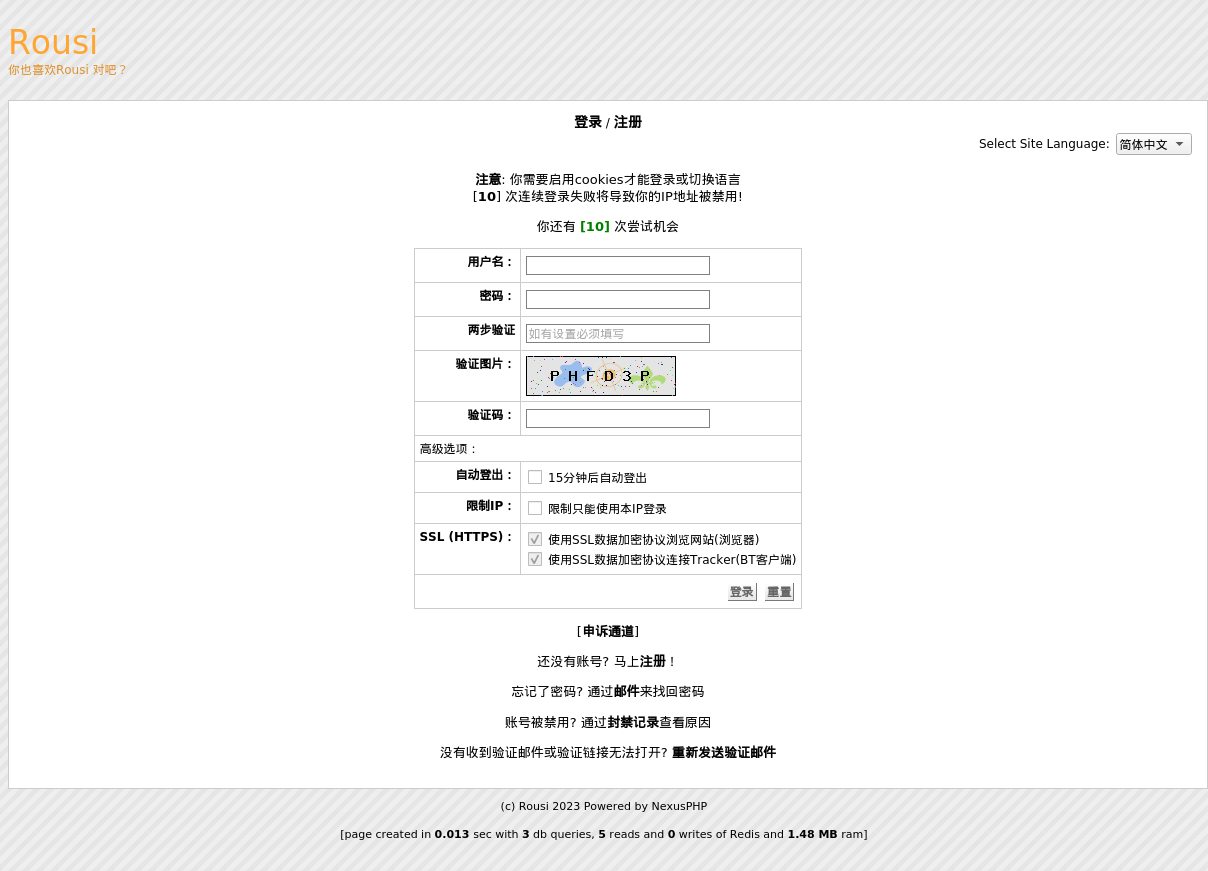 Rousi
你也喜欢Rousi 对吧？
登录 / 注册
Select Site Language: 简体中文
注意: 你需要启用cookies才能登录或切换语言
[10] 次连续登录失败将导致你的IP地址被禁用!
你还有 [10] 次尝试机会
用户名：
密码：
两步验证 如有设置必须填写
验证图片： P H F D 3 P
验证码：
高级选项：
自动登出： 15分钟后自动登出
限制IP： 限制只能使用本IP登录
SSL (HTTPS)： 使用SSL数据加密协议浏览网站(浏览器)
使用SSL数据加密协议连接Tracker(BT客户端)
登录 重置
[申诉通道]
还没有账号? 马上注册！
忘记了密码? 通过邮件来找回密码
账号被禁用? 通过封禁记录查看原因
没有收到验证邮件或验证链接无法打开? 重新发送验证邮件
(c) Rousi 2023 Powered by NexusPHP
[page created in 0.013 sec with 3 db queries, 5 reads and 0 writes of Redis and 1.48 MB ram]